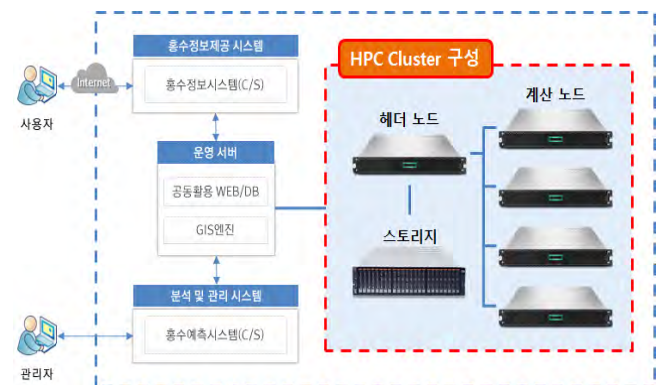 홍수정보제공 시스템
HPC Cluster 구성
Internet
홍수정보시스템(C/S)
사용자
헤더 노드
계산 노드
운영 서버
공동활용 WEB/DB
GIS엔진
스토리지
분석 및 관리 시스템
홍수예측시스템(C/S)
관리자